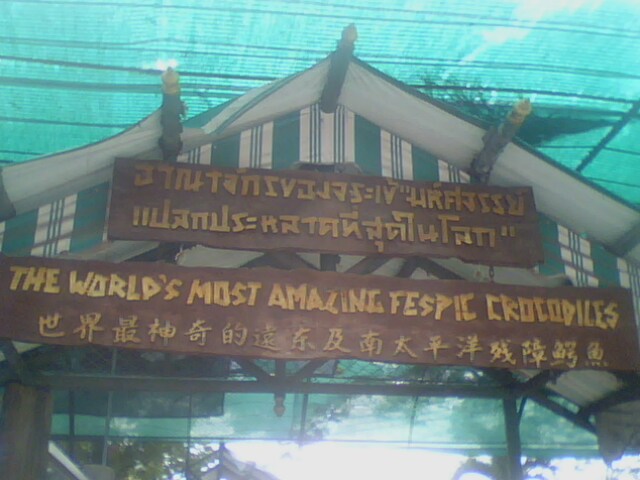 อาณาจักรของจระเข้ "มหัศจรรย์
แปลกประหลาดที่สุดในโลก"
THE WORLD'S MOST AMAZING FESPIC CROCODILES
世界最神奇的遠东及南太平洋残障鳄魚